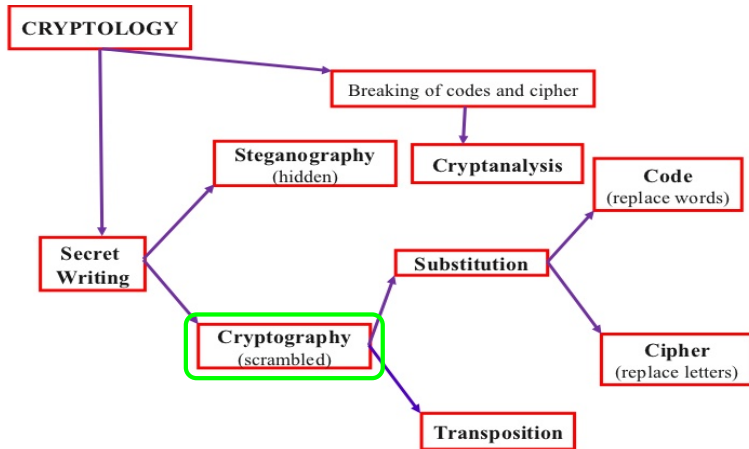 CRYPTOLOGY
Breaking of codes and cipher
Steganography
(hidden)
Cryptanalysis
Code
(replace words)
Secret
Writing
Substitution
Cryptography
(scrambled)
Cipher
(replace letters)
Transposition